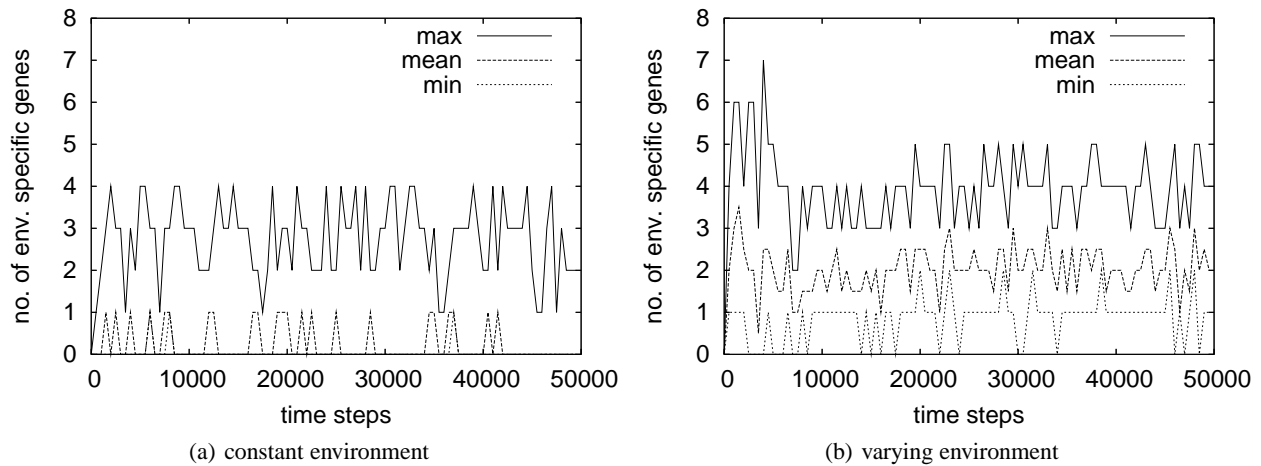 no. of env. specific genes
8
7
6
5
4
3
2
1
0
max
mean
min
0 10000 20000 30000 40000 50000
time steps
(a) constant environment
no. of env. specific genes
8
7
6
5
4
3
2
1
0
max
mean
min
0 10000 20000 30000 40000 50000
time steps
(b) varying environment